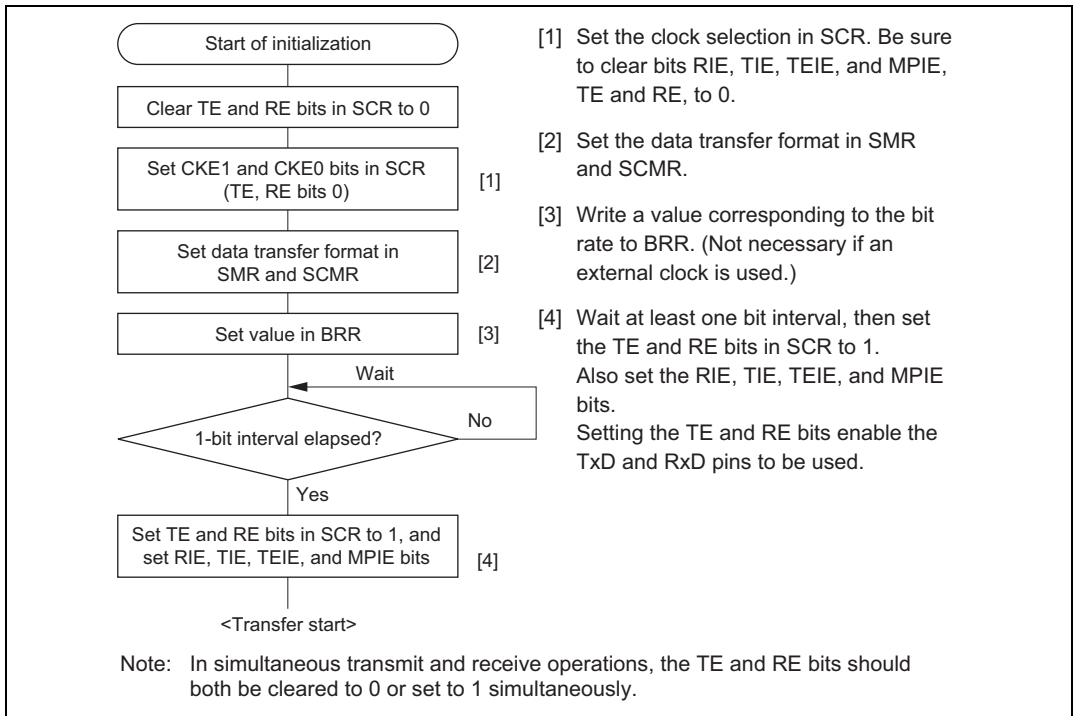 Start of initialization
Clear TE and RE bits in SCR to 0
Set CKE1 and CKE0 bits in SCR
(TE, RE bits 0)
[1]
Set data transfer format in
SMR and SCMR
[2]
Set value in BRR
[3]
Wait
1-bit interval elapsed?
No
Yes
Set TE and RE bits in SCR to 1, and
set RIE, TIE, TEIE, and MPIE bits
[4]
<Transfer start>
[1] Set the clock selection in SCR. Be sure
to clear bits RIE, TIE, TEIE, and MPIE,
TE and RE, to 0.
[2] Set the data transfer format in SMR
and SCMR.
[3] Write a value corresponding to the bit
rate to BRR. (Not necessary if an
external clock is used.)
[4] Wait at least one bit interval, then set
the TE and RE bits in SCR to 1.
Also set the RIE, TIE, TEIE, and MPIE
bits.
Setting the TE and RE bits enable the
TxD and RxD pins to be used.
Note: In simultaneous transmit and receive operations, the TE and RE bits should
both be cleared to 0 or set to 1 simultaneously.